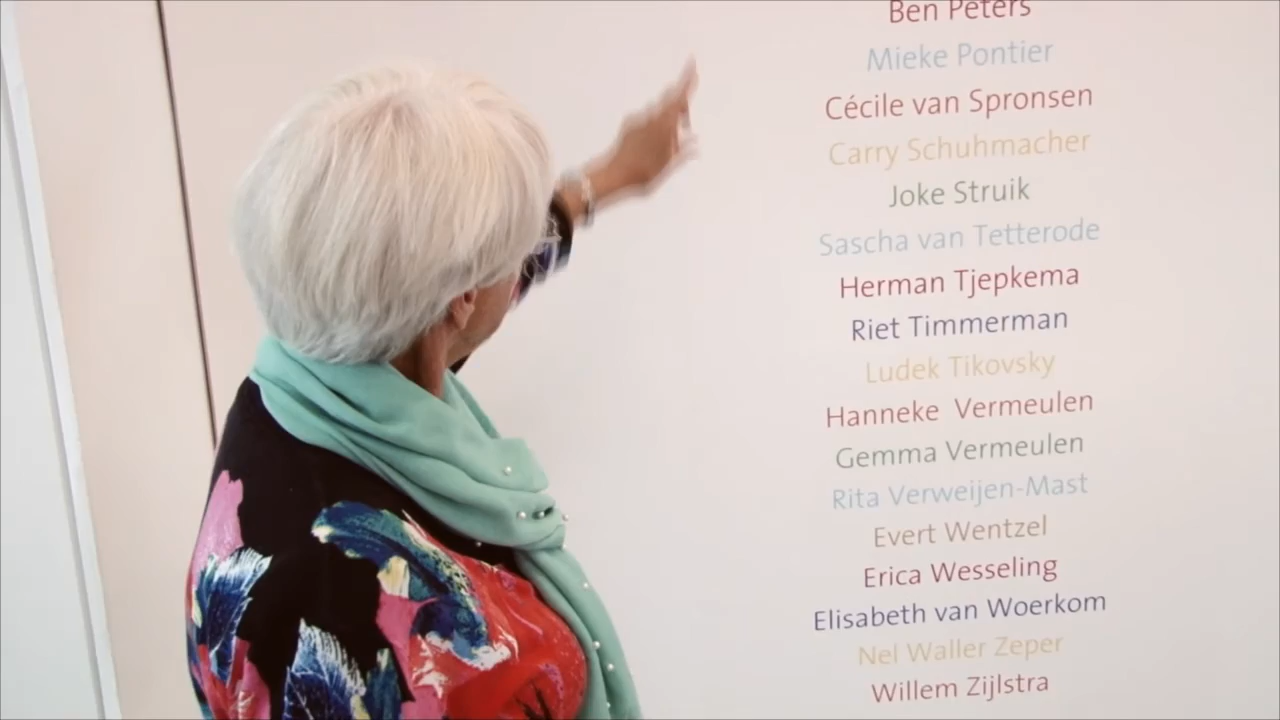 Ben Peters
Mieke Pontier
Cécile van Spronsen
Carry Schuhmacher
Joke Struik
Sascha van Tetterode
Herman Tjepkema
Riet Timmerman
Ludek Tikovsky
Hanneke  Vermeulen
Gemma Vermeulen
Rita Verweijen-Mast
Evert Wentzel
Erica Wesseling
Elisabeth van Woerkom
Nel Waller Zeper
Willem Zijlstra